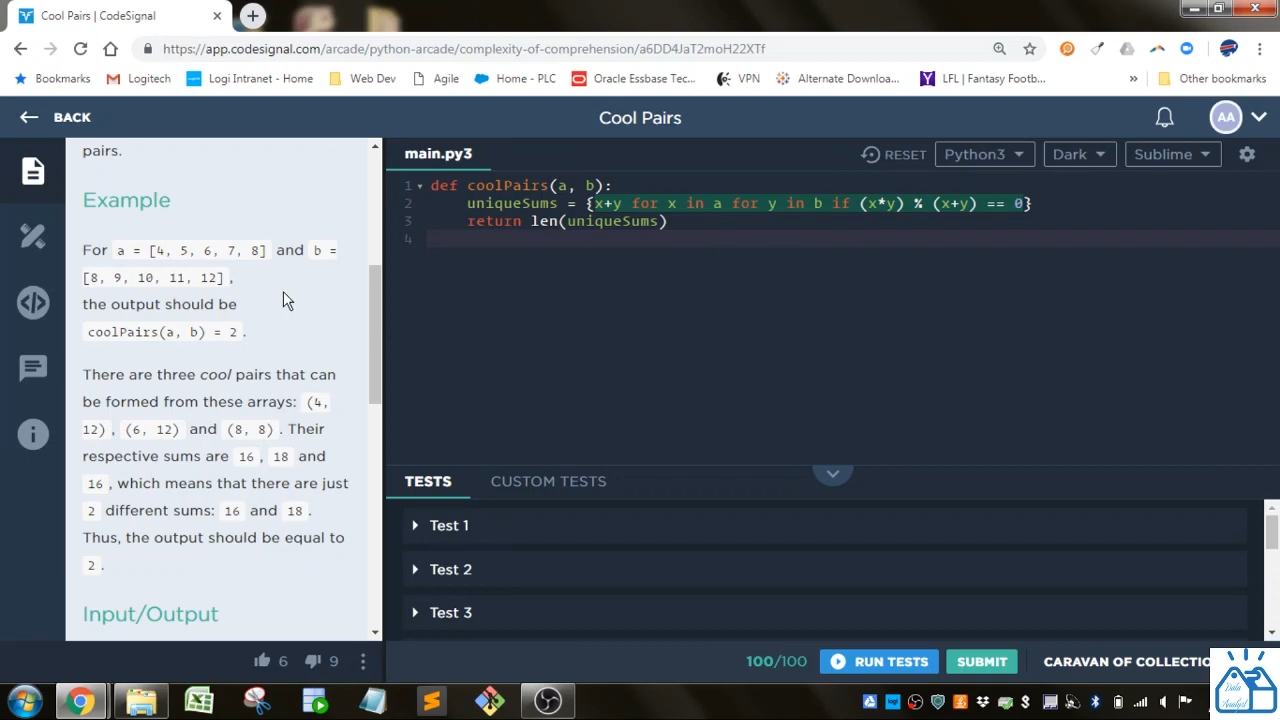 Cool Pairs | CodeSignal
https://app.codesignal.com/arcade/python-arcade/complexity-of-comprehension/a6DD4JaT2moH22XTf
Bookmarks Logitech Logi Intranet - Home Web Dev Agile Home - PLC Oracle Essbase Tec... VPN Alternate Downloa... LFL | Fantasy Footb... » Other bookmarks
BACK
Cool Pairs
AA
pairs.
Example
For a = [4, 5, 6, 7, 8] and b =
[8, 9, 10, 11, 12],
the output should be
coolPairs(a, b) = 2.
There are three cool pairs that can
be formed from these arrays: (4,
12), (6, 12) and (8, 8). Their
respective sums are 16, 18 and
16, which means that there are just
2 different sums: 16 and 18.
Thus, the output should be equal to
2.
Input/Output
6 9
main.py3
RESET Python3 Dark Sublime
1 def coolPairs(a, b):
2 uniqueSums = {x+y for x in a for y in b if (x*y) % (x+y) == 0}
3 return len(uniqueSums)
4
TESTS CUSTOM TESTS
Test 1
Test 2
Test 3
100/100 RUN TESTS SUBMIT CARAVAN OF COLLECTIO
Data
Analyst